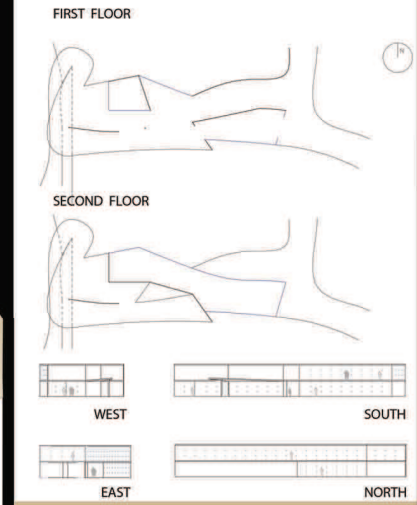 FIRST FLOOR
N
SECOND FLOOR
WEST
SOUTH
EAST
NORTH